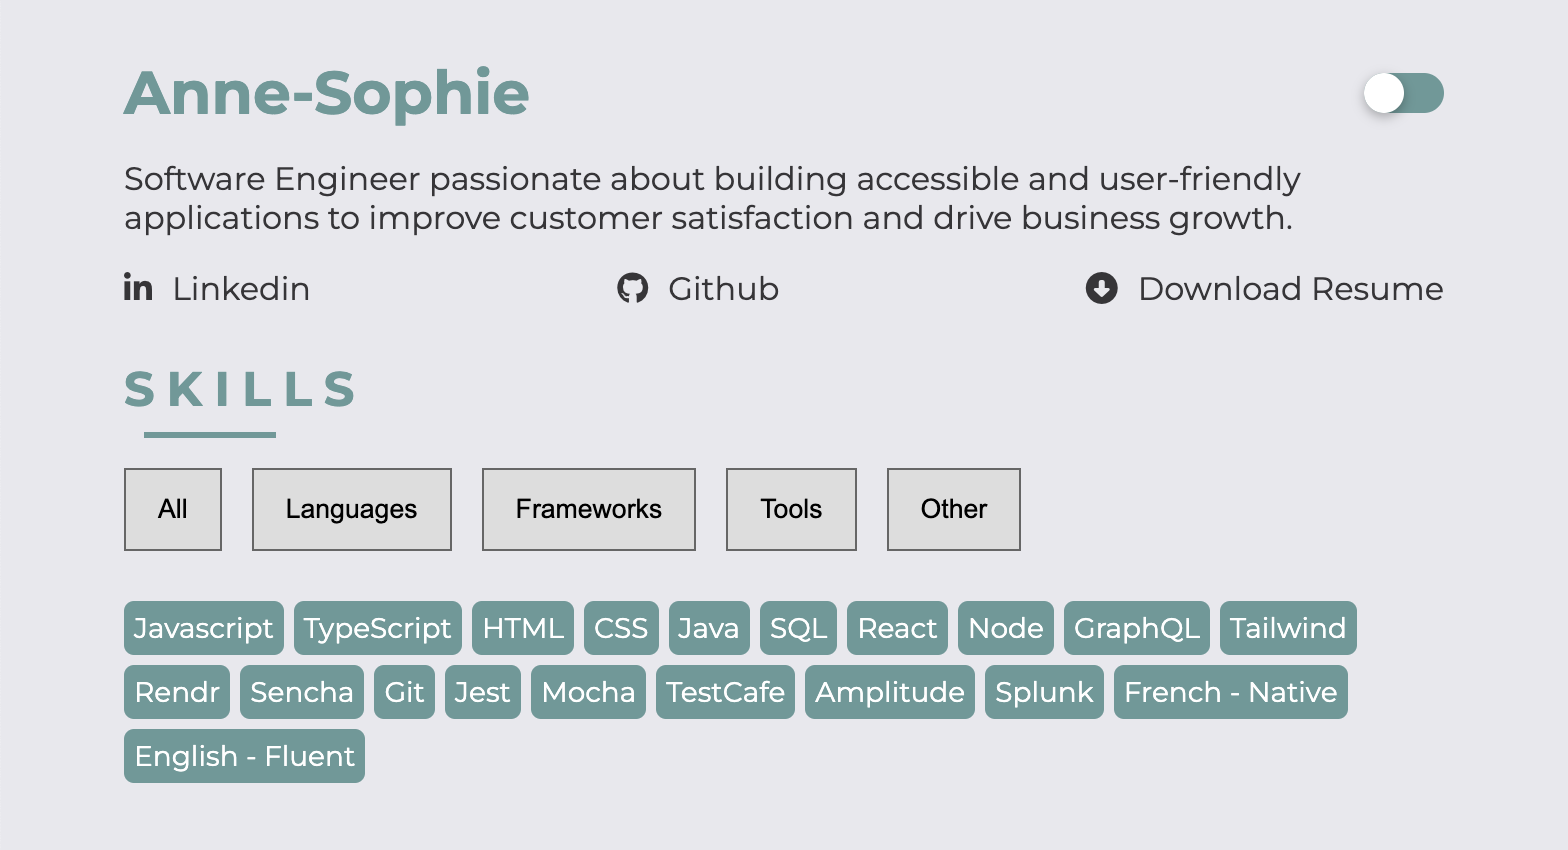 Anne-Sophie
Software Engineer passionate about building accessible and user-friendly
applications to improve customer satisfaction and drive business growth.
in Linkedin Github Download Resume
SKILLS
All Languages Frameworks Tools Other
Javascript TypeScript HTML CSS Java SQL React Node GraphQL Tailwind
Rendr Sencha Git Jest Mocha TestCafe Amplitude Splunk French - Native
English - Fluent